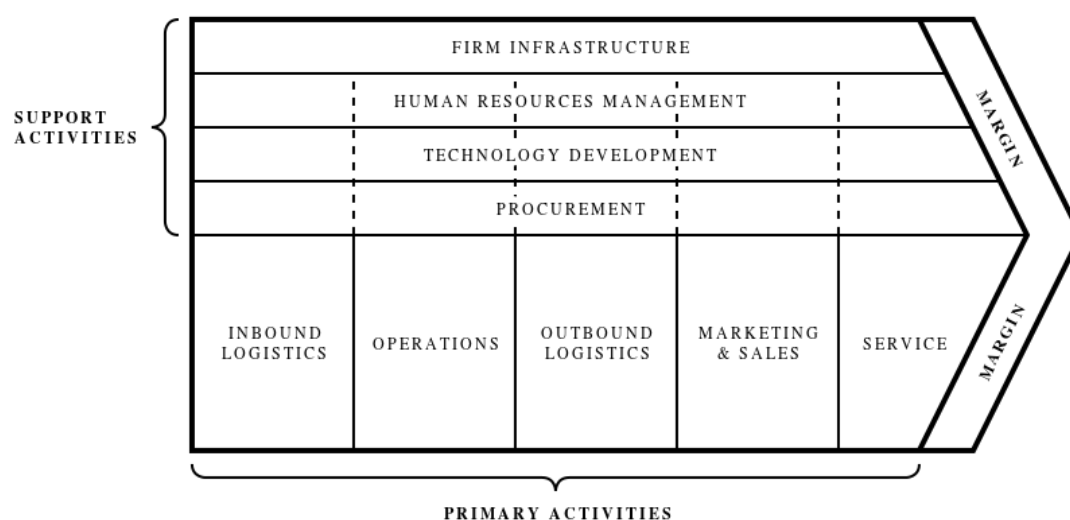 FIRM INFRASTRUCTURE
SUPPORT
ACTIVITIES
HUMAN RESOURCES MANAGEMENT
TECHNOLOGY DEVELOPMENT
PROCUREMENT
MARGIN
INBOUND
LOGISTICS
OPERATIONS
OUTBOUND
LOGISTICS
MARKETING
& SALES
SERVICE
MARGIN
PRIMARY ACTIVITIES